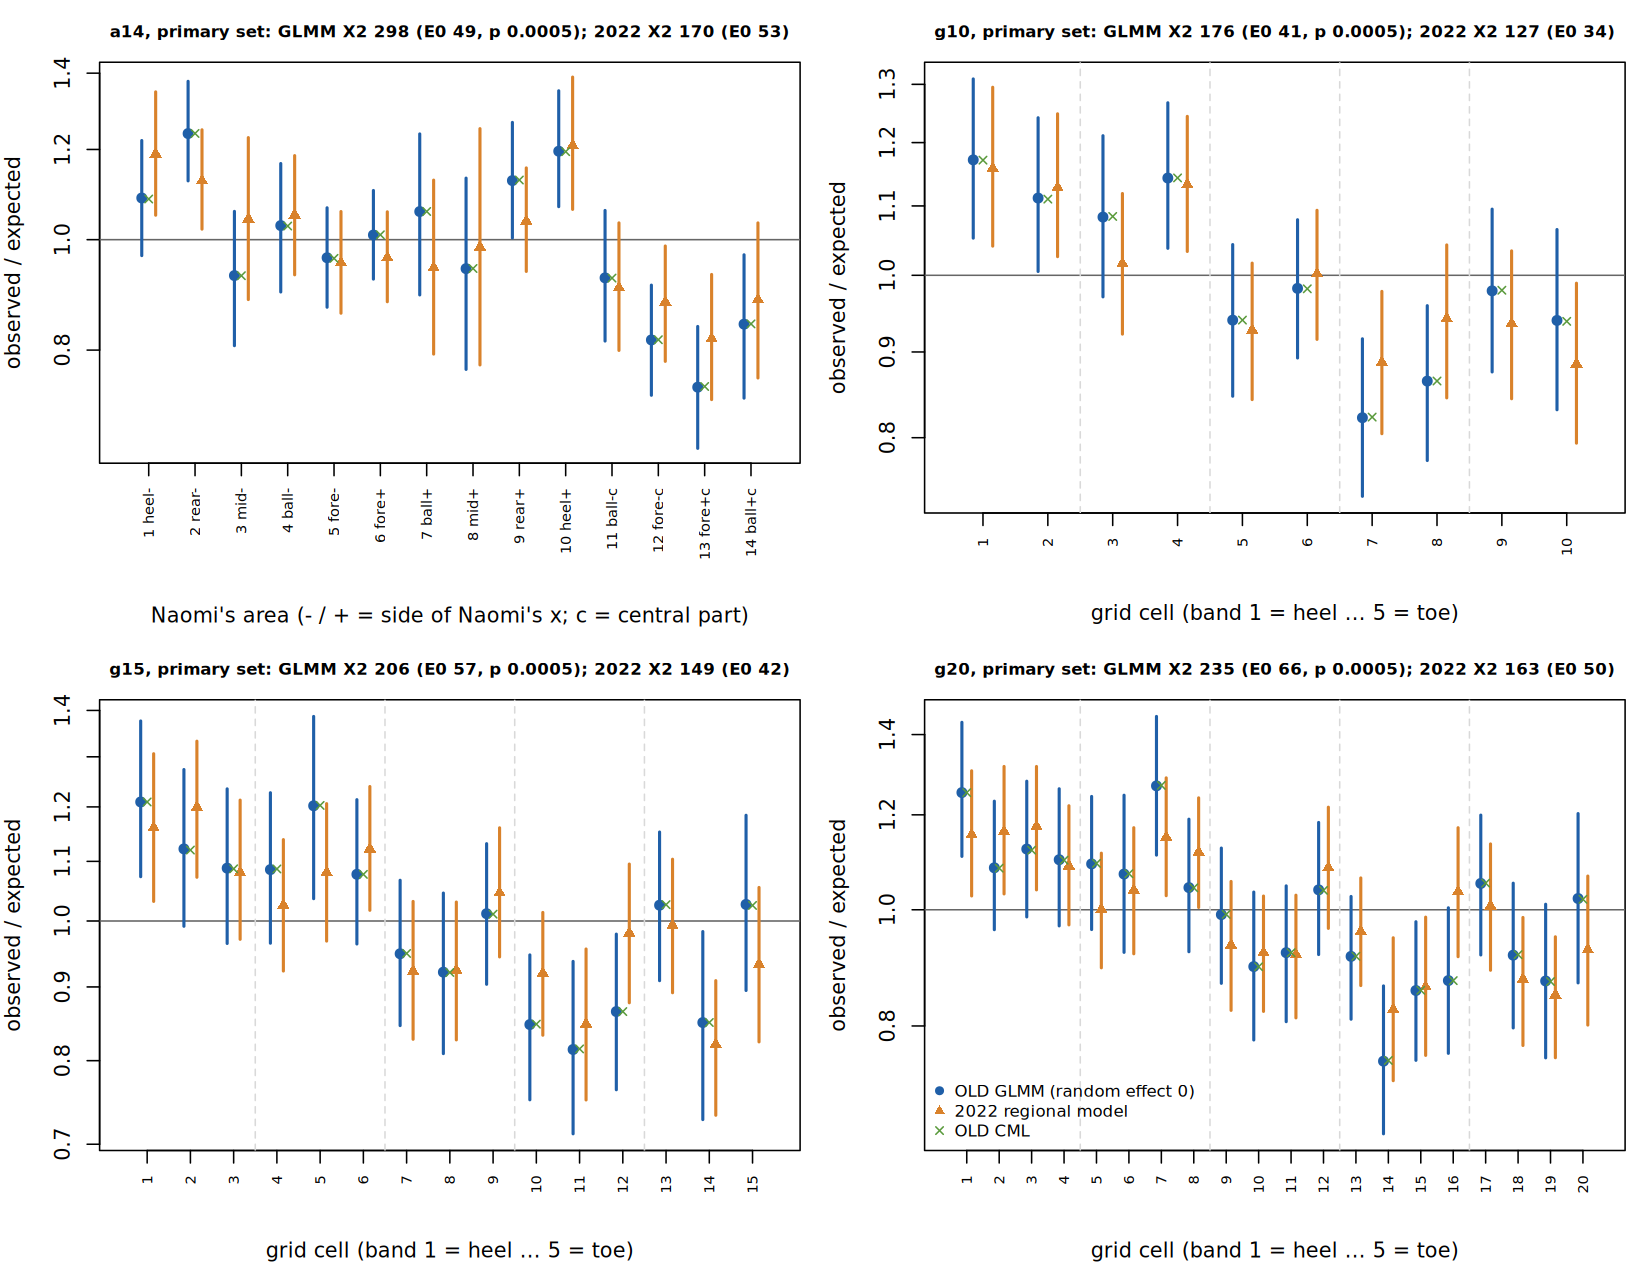 a14, primary set: GLMM X2 298 (E0 49, p 0.0005); 2022 X2 170 (E0 53)
observed / expected
1.4
1.2
1.0
0.8
1 heel-
2 rear-
3 mid-
4 ball-
5 fore-
6 fore+
7 ball+
8 mid+
9 rear+
10 heel+
11 ball-c
12 fore-c
13 fore+c
14 ball+c
Naomi's area (- / + = side of Naomi's x; c = central part)
g10, primary set: GLMM X2 176 (E0 41, p 0.0005); 2022 X2 127 (E0 34)
observed / expected
1.3
1.2
1.1
1.0
0.9
0.8
1 2 3 4 5 6 7 8 9 10
grid cell (band 1 = heel ... 5 = toe)
g15, primary set: GLMM X2 206 (E0 57, p 0.0005); 2022 X2 149 (E0 42)
observed / expected
1.4
1.2
1.1
1.0
0.9
0.8
0.7
1 2 3 4 5 6 7 8 9 10 11 12 13 14 15
grid cell (band 1 = heel ... 5 = toe)
g20, primary set: GLMM X2 235 (E0 66, p 0.0005); 2022 X2 163 (E0 50)
observed / expected
1.4
1.2
1.0
0.8
OLD GLMM (random effect 0)
2022 regional model
OLD CML
1 2 3 4 5 6 7 8 9 10 11 12 13 14 15 16 17 18 19 20
grid cell (band 1 = heel ... 5 = toe)